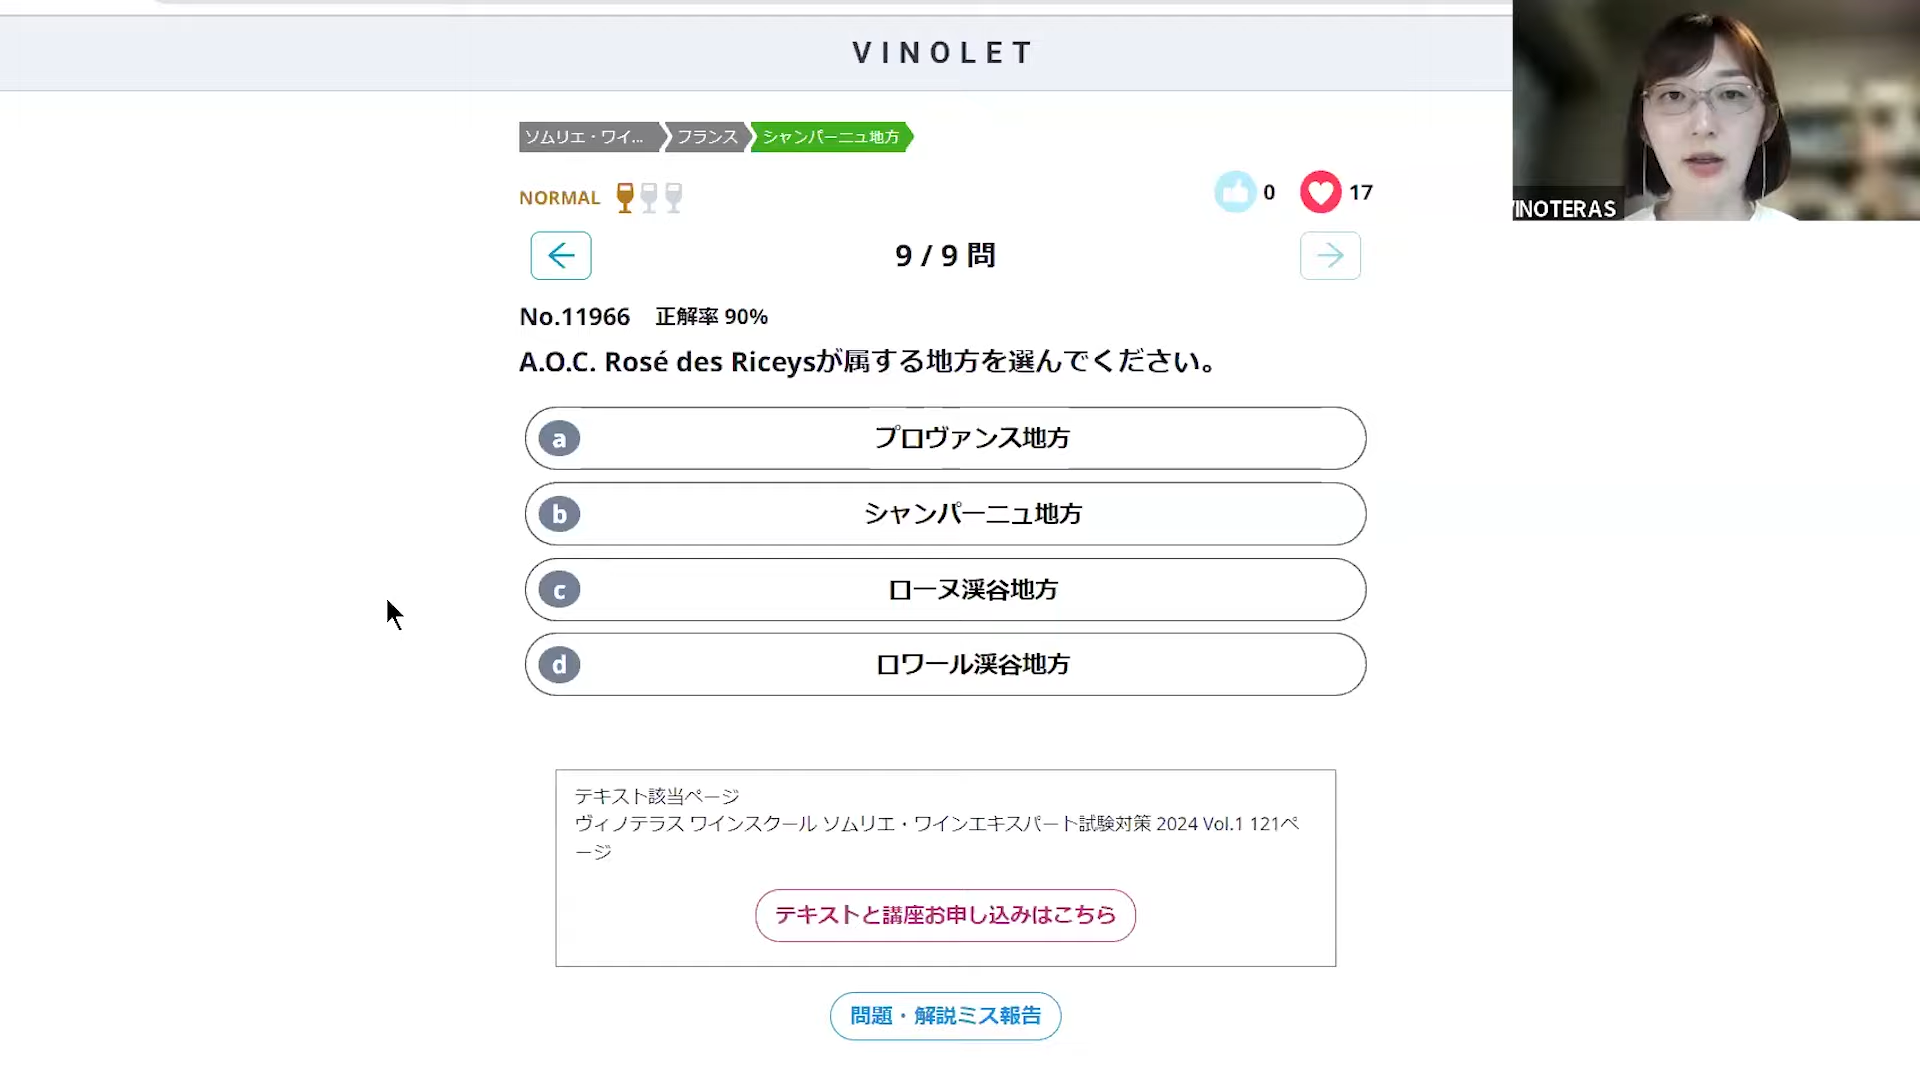 VINOLET
ソムリエ・ワイ...
フランス
シャンパーニュ地方
NORMAL
0
17
9 / 9 問
No.11966 正解率 90%
A.O.C. Rosé des Riceysが属する地方を選んでください。
a プロヴァンス地方
b シャンパーニュ地方
c ローヌ渓谷地方
d ロワール渓谷地方
テキスト該当ページ
ヴィノテラス ワインスクール ソムリエ・ワインエキスパート試験対策 2024 Vol.1 121ペ
ージ
テキストと講座お申し込みはこちら
問題・解説ミス報告
VINOTERAS